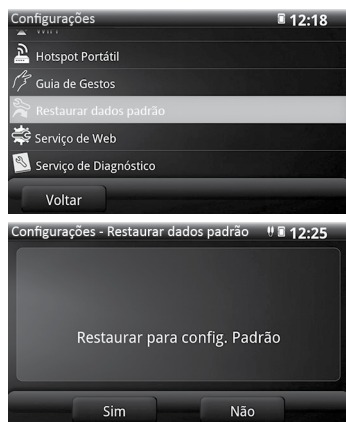 Configurações 12:18
WiFi
Hotspot Portátil
Guia de Gestos
Restaurar dados padrão
Serviço de Web
Serviço de Diagnóstico
Voltar
Configurações - Restaurar dados padrão 12:25
Restaurar para config. Padrão
Sim Não